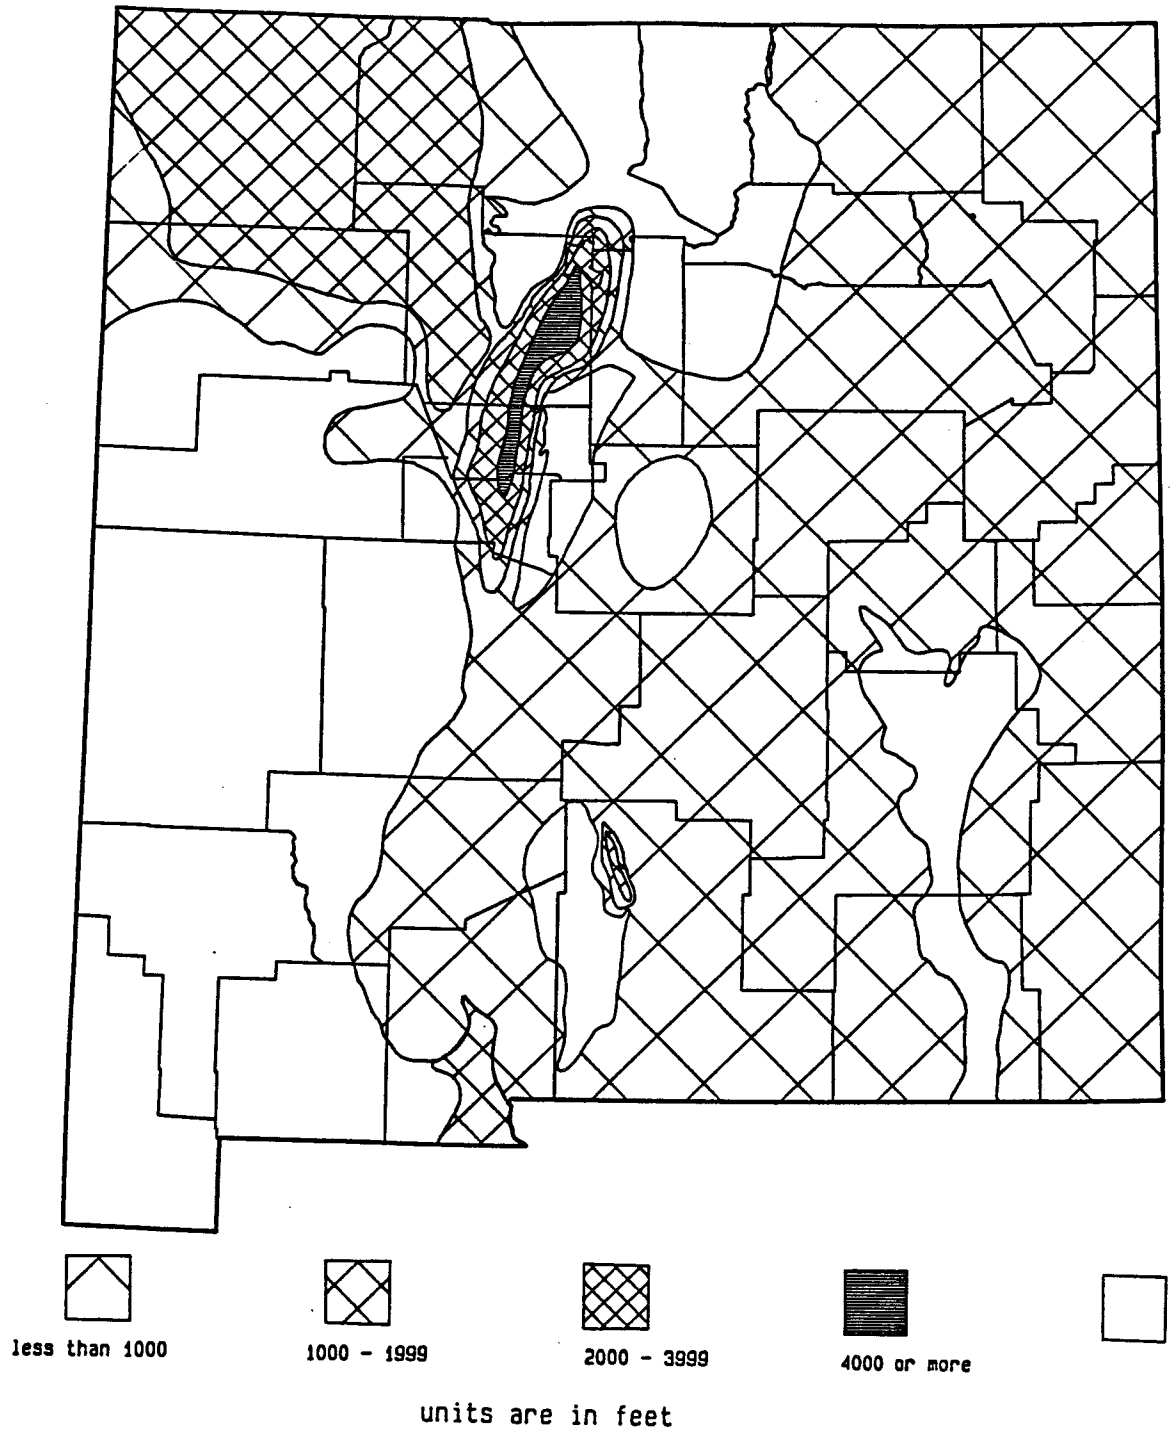 less than 1000
1000 - 1999
2000 - 3999
4000 or more
units are in feet